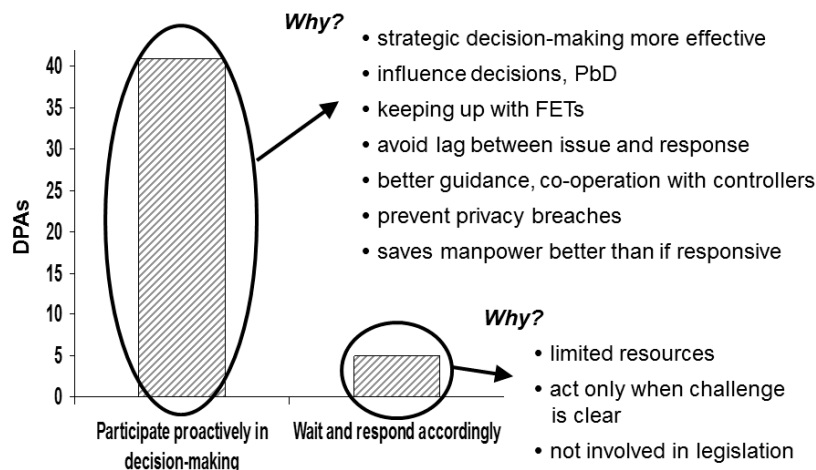 Why?
• strategic decision-making more effective
• influence decisions, PbD
• keeping up with FETs
• avoid lag between issue and response
• better guidance, co-operation with controllers
• prevent privacy breaches
• saves manpower better than if responsive
DPAs
40
35
30
25
20
15
10
5
0
Why?
• limited resources
• act only when challenge
is clear
• not involved in legislation
Participate proactively in
decision-making
Wait and respond accordingly